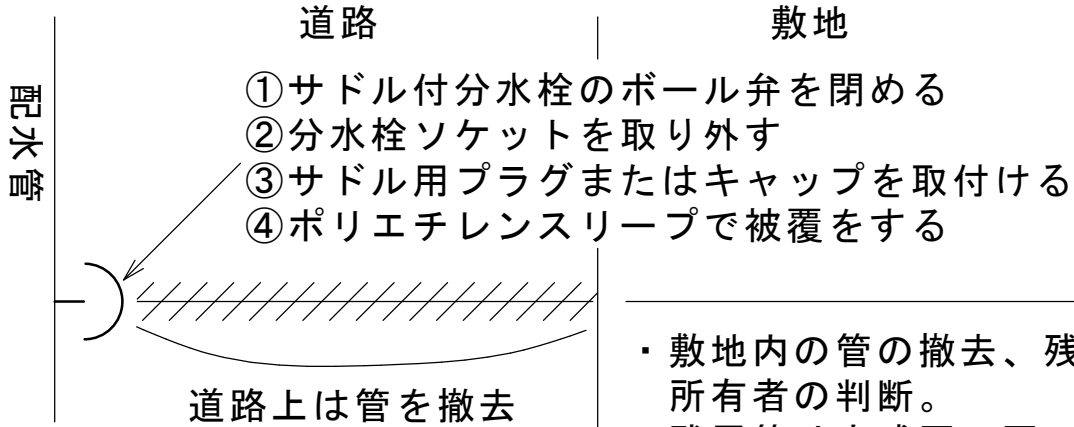 道路
敷地
配水管
①サドル付分水栓のボール弁を閉める
②分水栓ソケットを取り外す
③サドル用プラグまたはキャップを取付ける
④ポリエチレンスリーブで被覆をする
・敷地内の管の撤去、残
所有者の判断。
道路上は管を撤去